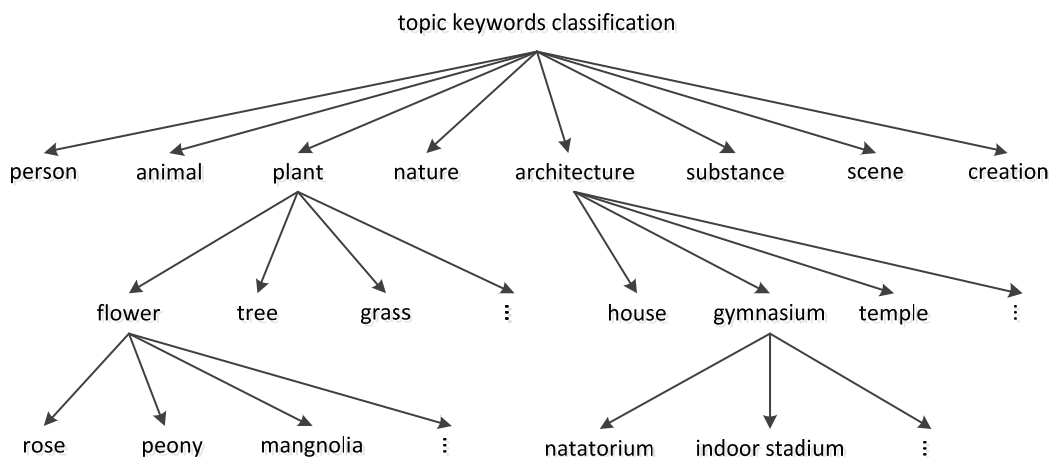 topic keywords classification
person animal plant nature architecture substance scene creation
flower tree grass ⋮ house gymnasium temple ⋮
rose peony mangnolia ⋮ natatorium indoor stadium ⋮